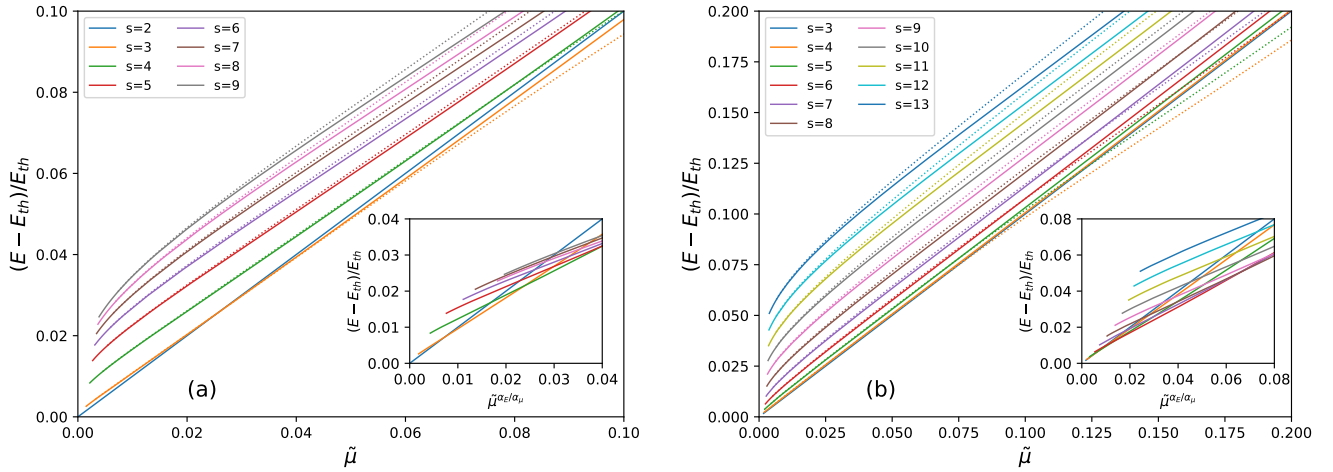 0.10
0.08
0.06
0.04
0.02
0.00
(E − E_th)/E_th
s=2
s=3
s=4
s=5
s=6
s=7
s=8
s=9
(a)
0.04
0.03
0.02
0.01
0.00
(E − E_th)/E_th
0.00 0.01 0.02 0.03 0.04
μ̃^{α_E/α_μ}
0.00 0.02 0.04 0.06 0.08 0.10
μ̃
0.200
0.175
0.150
0.125
0.100
0.075
0.050
0.025
0.000
(E − E_th)/E_th
s=3
s=4
s=5
s=6
s=7
s=8
s=9
s=10
s=11
s=12
s=13
(b)
0.08
0.06
0.04
0.02
0.00
(E − E_th)/E_th
0.00 0.02 0.04 0.06 0.08
μ̃^{α_E/α_μ}
0.000 0.025 0.050 0.075 0.100 0.125 0.150 0.175 0.200
μ̃